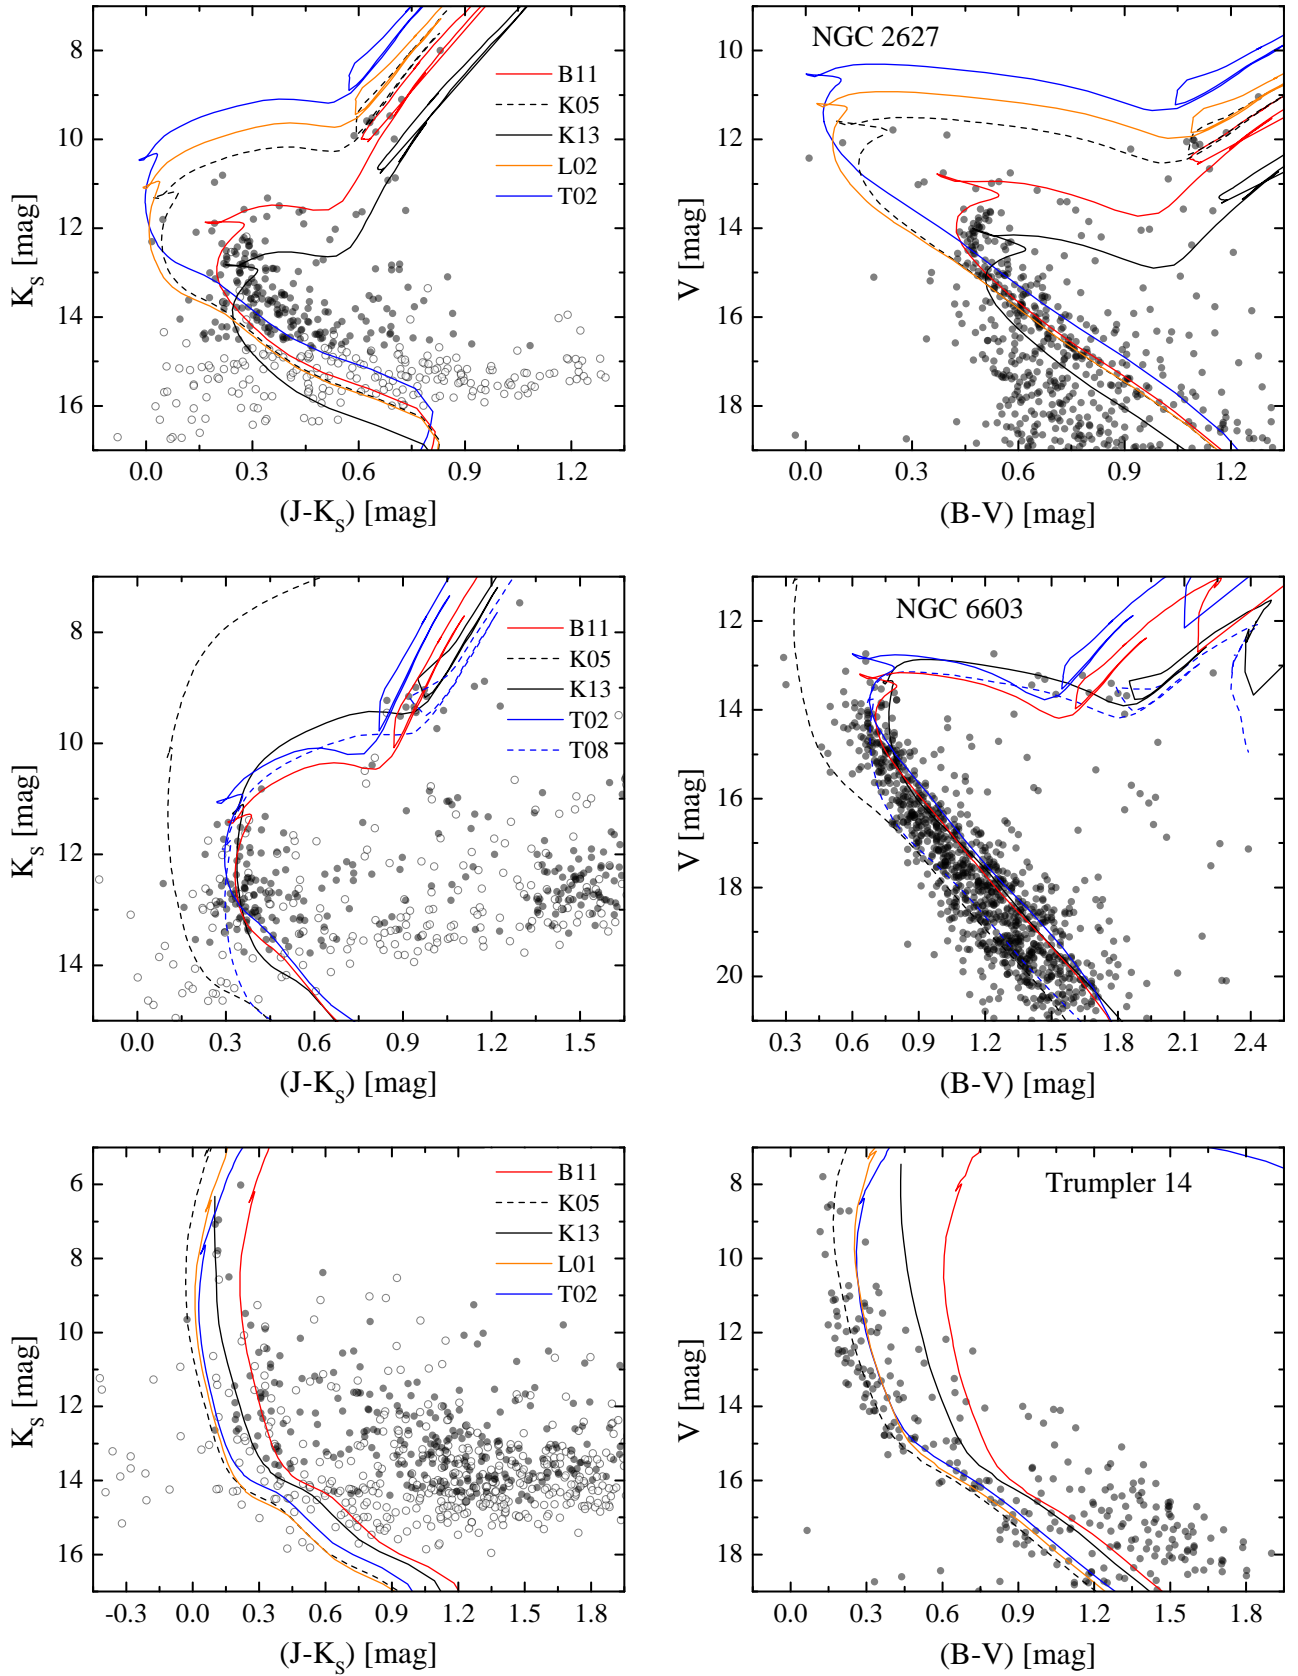 8
10
12
14
16
K_S [mag]
B11
K05
K13
L02
T02
0.0 0.3 0.6 0.9 1.2
(J-K_S) [mag]
NGC 2627
10
12
14
16
18
V [mag]
0.0 0.3 0.6 0.9 1.2
(B-V) [mag]
8
10
12
14
K_S [mag]
B11
K05
K13
T02
T08
0.0 0.3 0.6 0.9 1.2 1.5
(J-K_S) [mag]
NGC 6603
12
14
16
18
20
V [mag]
0.3 0.6 0.9 1.2 1.5 1.8 2.1 2.4
(B-V) [mag]
6
8
10
12
14
16
K_S [mag]
B11
K05
K13
L01
T02
-0.3 0.0 0.3 0.6 0.9 1.2 1.5 1.8
(J-K_S) [mag]
Trumpler 14
8
10
12
14
16
18
V [mag]
0.0 0.3 0.6 0.9 1.2 1.5 1.8
(B-V) [mag]